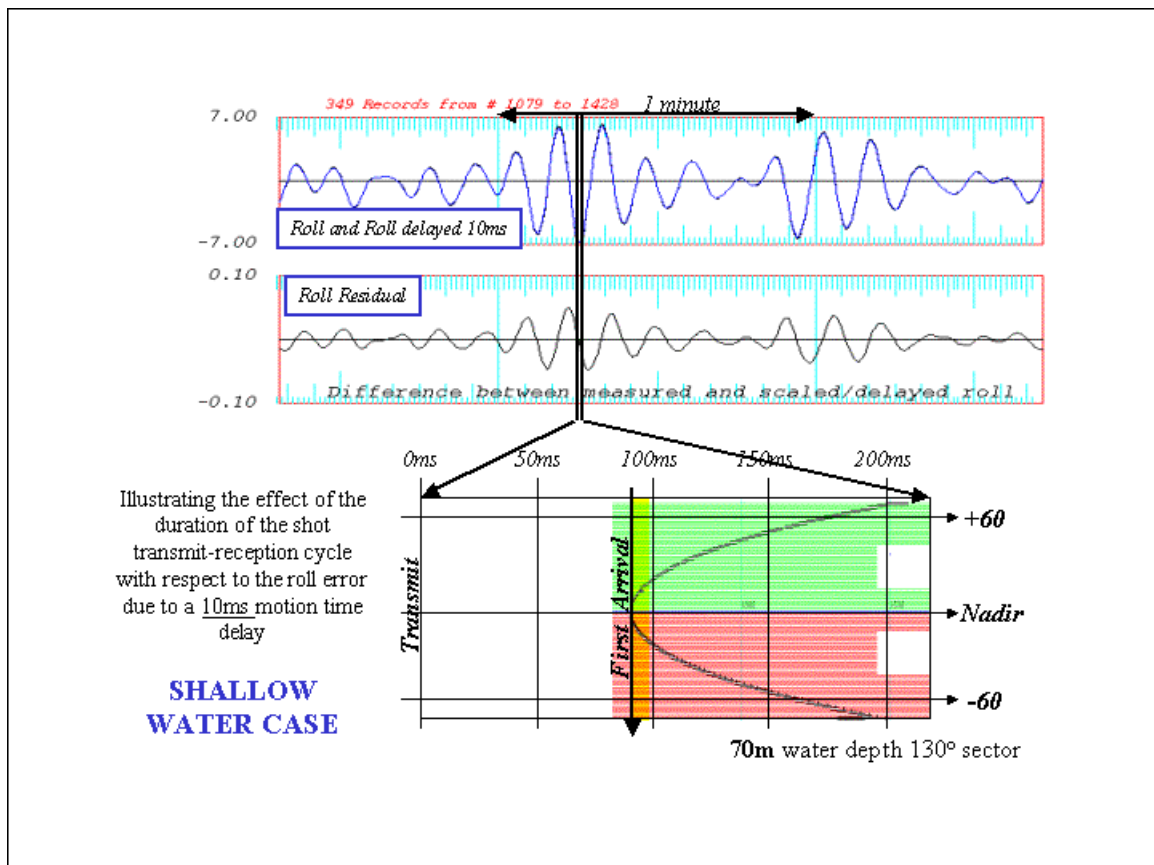 349 Records from # 1079 to 1428
1 minute
7.00
Roll and Roll delayed 10ms
-7.00
0.10
Roll Residual
Difference between measured and scaled/delayed roll
-0.10
0ms 50ms 100ms 150ms 200ms
Illustrating the effect of the
duration of the shot
transmit-reception cycle
with respect to the roll error
due to a 10ms motion time
delay
SHALLOW
WATER CASE
Transmit
First Arrival
+60
Nadir
-60
70m water depth 130º sector